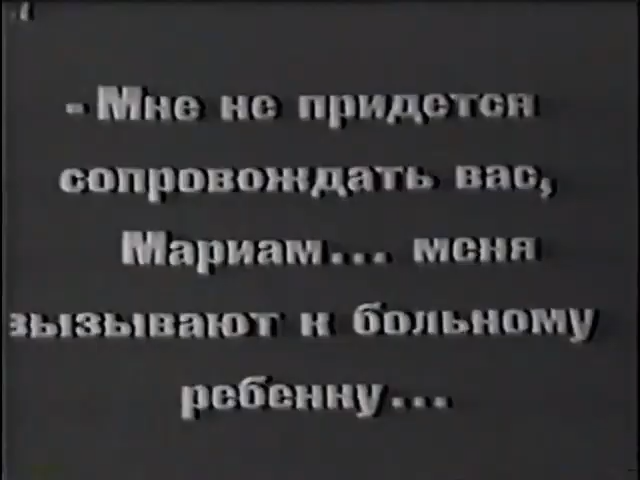 - Мне не придется
сопровождать вас,
Мариам... меня
вызывают к больному
ребенку...